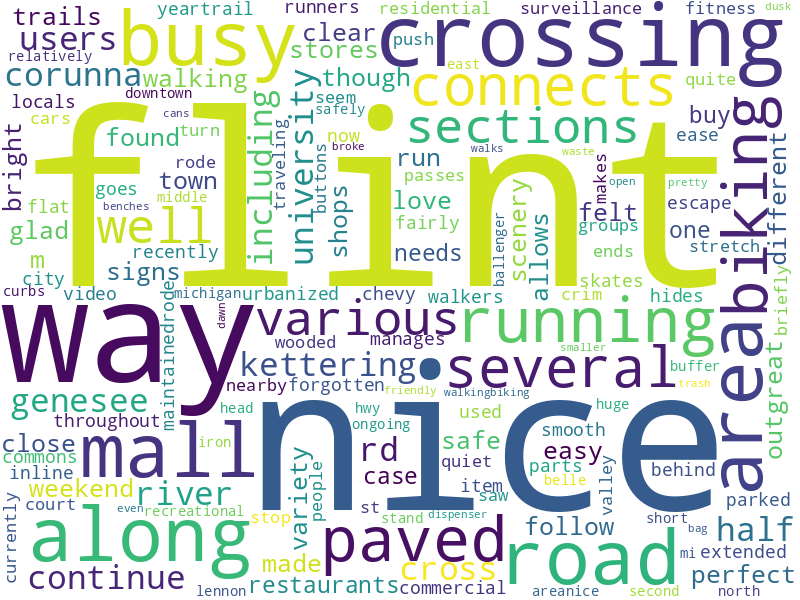 yeartrail runners residential surveillance fitness dusk
trails busy clear push crossing
users stores
relatively east
corunna downtown walking though connects quite
locals cans seem
cars safely buy
bright found turn including university traveling buttons now sections ease
flint
rode run broke walks waste makes
town shops passes open pretty escape
goes middle love
flat benches well felt one different
glad fairly groups
recently needs scenery allows ballenger ends stretch
m city signs skates
curbs video michigan urbanized chevy walkers crim hides
way dawn various running areabiking briefly
maintainedrode wooded manages smaller
kettering several buffer outgreat
genesee nearby forgotten friendly walkingbiking trash
throughout head hwy used huge
nice
close mall iron ongoing rd safe smooth
commons quiet easy
inline case parts behind
weekend river variety people item belle valley
court saw parked
currently along even recreational stop st stand dispenser follow short bag half
paved road
made mi extended
continue restaurants cross perfect
lennon commercial areanice second north